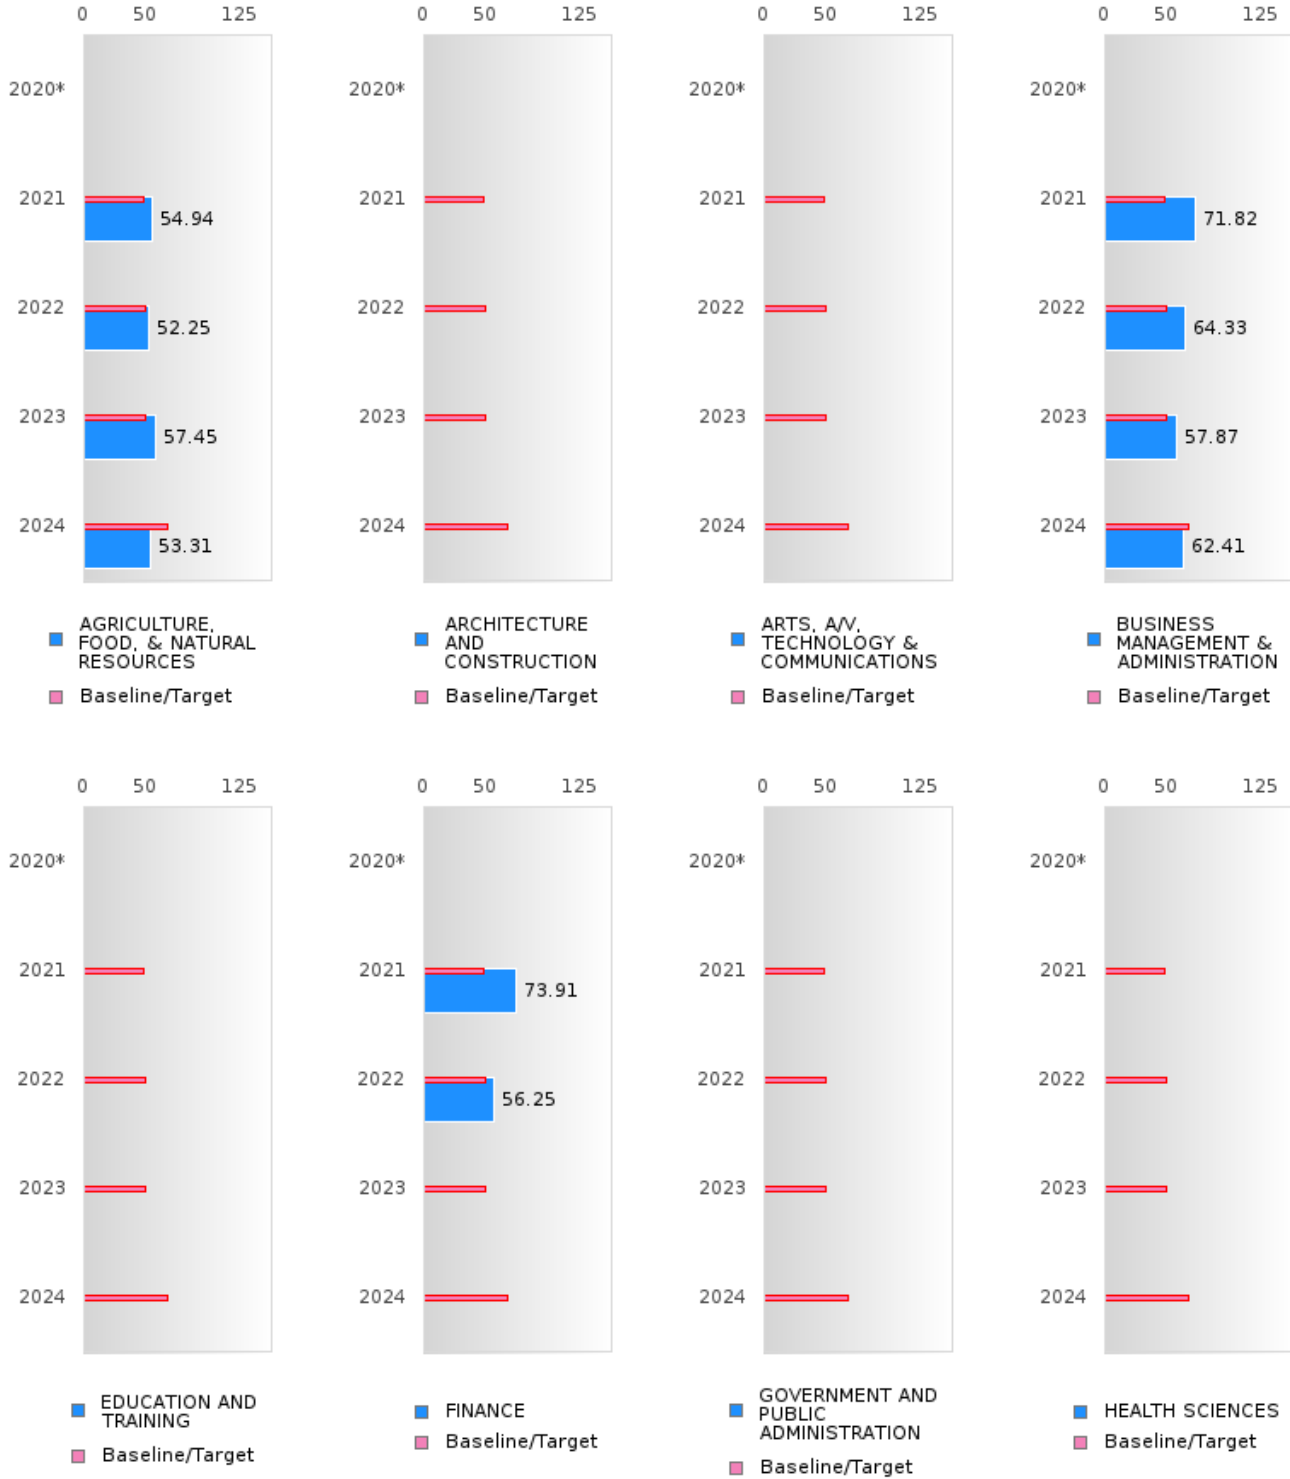 0 50 125
2020*
2021
54.94
2022
52.25
2023
57.45
2024
53.31
AGRICULTURE,
FOOD, & NATURAL
RESOURCES
Baseline/Target
0 50 125
2020*
2021
2022
2023
2024
ARCHITECTURE
AND
CONSTRUCTION
Baseline/Target
0 50 125
2020*
2021
2022
2023
2024
ARTS, A/V,
TECHNOLOGY &
COMMUNICATIONS
Baseline/Target
0 50 125
2020*
2021
71.82
2022
64.33
2023
57.87
2024
62.41
BUSINESS
MANAGEMENT &
ADMINISTRATION
Baseline/Target
0 50 125
2020*
2021
2022
2023
2024
EDUCATION AND
TRAINING
Baseline/Target
0 50 125
2020*
2021
73.91
2022
56.25
2023
2024
FINANCE
Baseline/Target
0 50 125
2020*
2021
2022
2023
2024
GOVERNMENT AND
PUBLIC
ADMINISTRATION
Baseline/Target
0 50 125
2020*
2021
2022
2023
2024
HEALTH SCIENCES
Baseline/Target